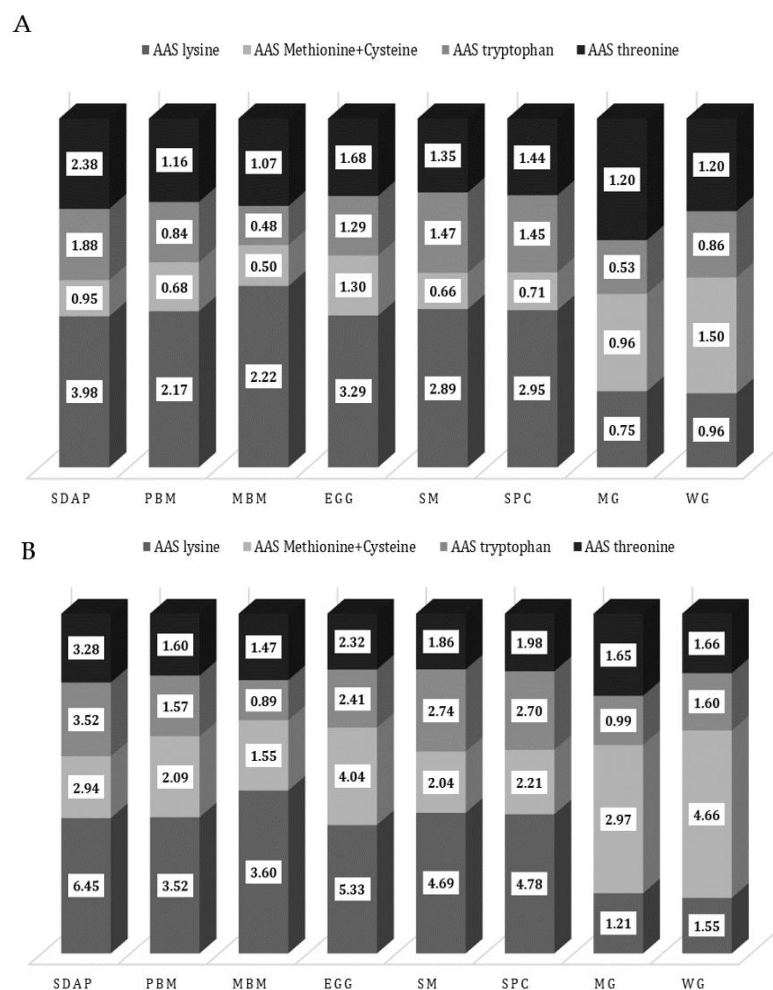 A
AAS lysine AAS Methionine+Cysteine AAS tryptophan AAS threonine
2.38 1.16 1.07 1.68 1.35 1.44 1.20 1.20
1.88 0.84 0.48 1.29 1.47 1.45 0.53 0.86
0.95 0.68 0.50 1.30 0.66 0.71 0.96 1.50
3.98 2.17 2.22 3.29 2.89 2.95 0.75 0.96
SDAP PBM MBM EGG SM SPC MG WG
B
AAS lysine AAS Methionine+Cysteine AAS tryptophan AAS threonine
3.28 1.60 1.47 2.32 1.86 1.98 1.65 1.66
3.52 1.57 0.89 2.41 2.74 2.70 0.99 1.60
2.94 2.09 1.55 4.04 2.04 2.21 2.97 4.66
6.45 3.52 3.60 5.33 4.69 4.78 1.21 1.55
SDAP PBM MBM EGG SM SPC MG WG